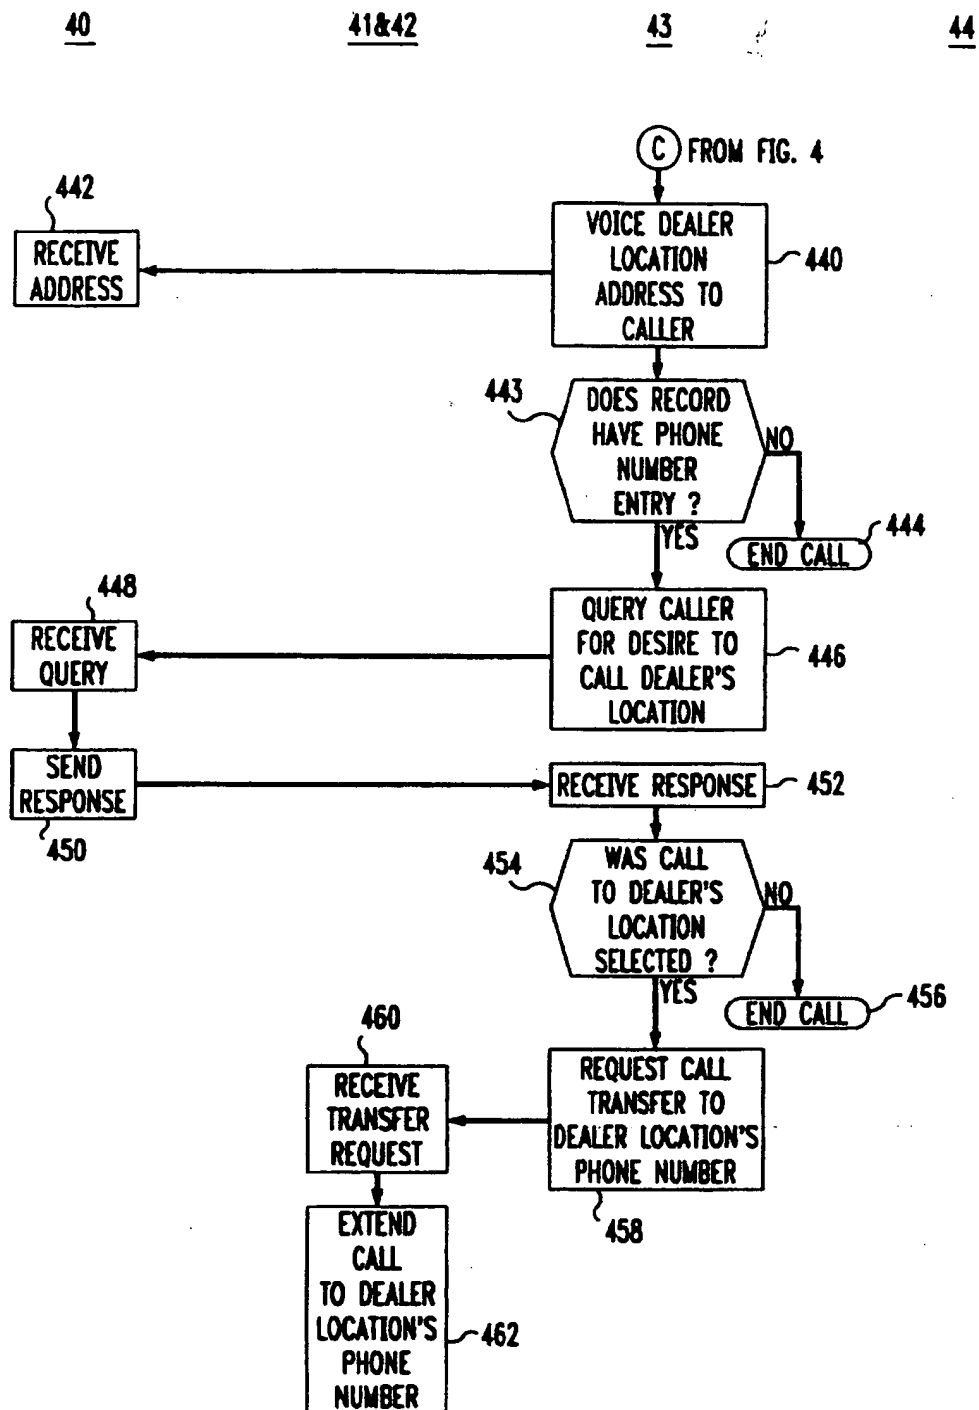 40 41&42 43 44
C FROM FIG. 4
442
RECEIVE
ADDRESS
VOICE DEALER
LOCATION
ADDRESS TO
CALLER
440
443
DOES RECORD
HAVE PHONE
NUMBER
ENTRY ?
NO
YES
444
END CALL
448
RECEIVE
QUERY
QUERY CALLER
FOR DESIRE TO
CALL DEALER'S
LOCATION
446
SEND
RESPONSE
450
RECEIVE RESPONSE
452
454
WAS CALL
TO DEALER'S
LOCATION
SELECTED ?
NO
YES
456
END CALL
460
RECEIVE
TRANSFER
REQUEST
REQUEST CALL
TRANSFER TO
DEALER LOCATION'S
PHONE NUMBER
458
EXTEND
CALL
TO DEALER
LOCATION'S
PHONE
NUMBER
462